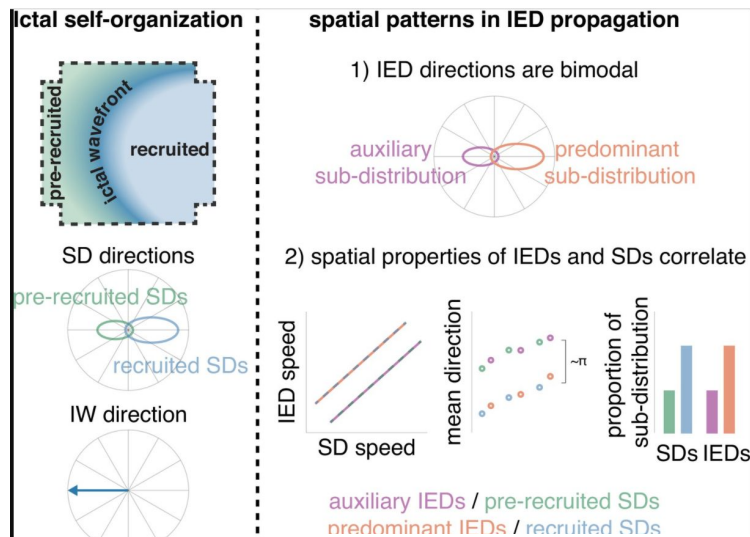 Ictal self-organization
pre-recruited
ictal wavefront
recruited
SD directions
pre-recruited SDs
recruited SDs
IW direction
spatial patterns in IED propagation
1) IED directions are bimodal
auxiliary
sub-distribution
predominant
sub-distribution
2) spatial properties of IEDs and SDs correlate
IED speed
SD speed
mean direction
~π
proportion of
sub-distribution
SDs IEDs
auxiliary IEDs / pre-recruited SDs
predominant IEDs / recruited SDs